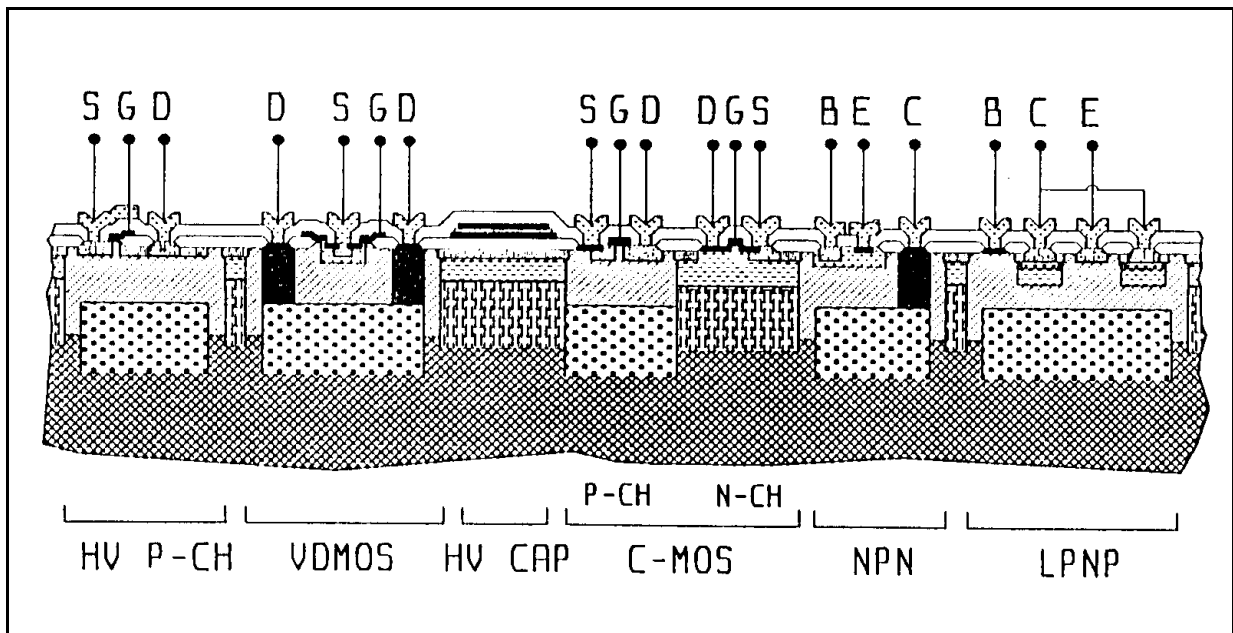 S G D D S G D S G D D G S B E C B C E
P-CH N-CH
HV P-CH VDMOS HV CAP C-MOS NPN LPNP